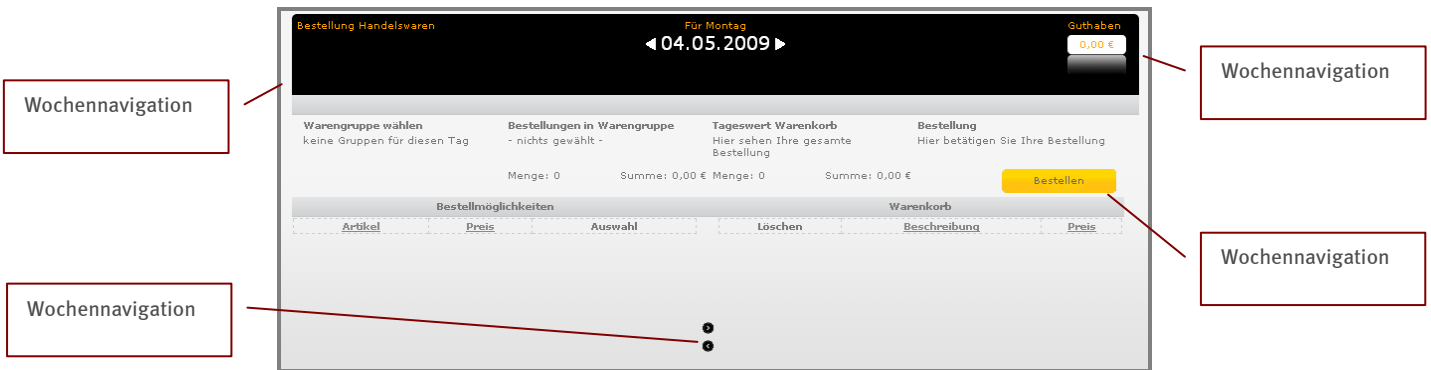 Bestellung Handelswaren
Für Montag
Guthaben
04.05.2009
0,00 €
Wochennavigation
Wochennavigation
Warengruppe wählen
keine Gruppen für diesen Tag
Bestellungen in Warengruppe
- nichts gewählt -
Menge: 0 Summe: 0,00 €
Tageswert Warenkorb
Hier sehen Ihre gesamte
Bestellung
Menge: 0 Summe: 0,00 €
Bestellung
Hier betätigen Sie Ihre Bestellung
Bestellen
Bestellmöglichkeiten
Warenkorb
Artikel Preis Auswahl
Löschen Beschreibung Preis
Wochennavigation
Wochennavigation